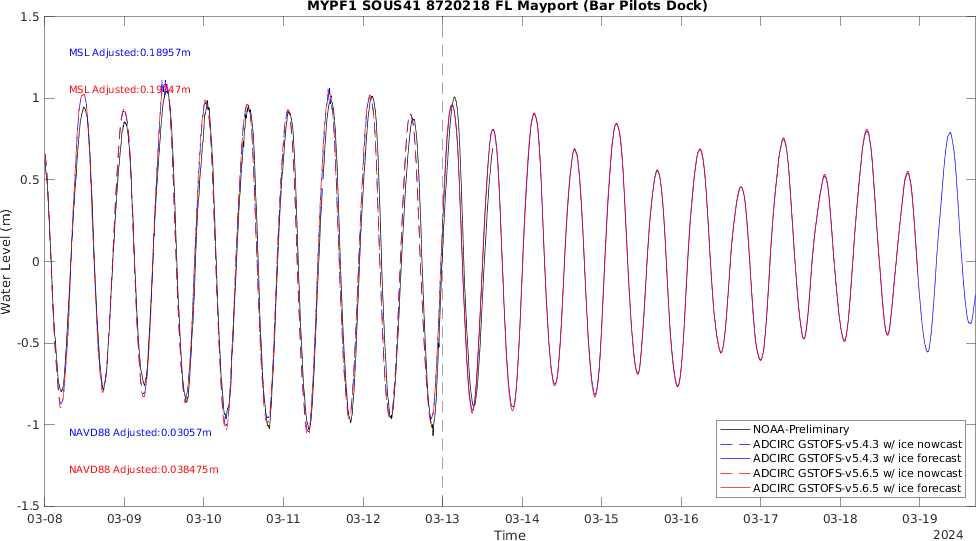 MYPF1 SOUS41 8720218 FL Mayport (Bar Pilots Dock)
1.5
1
0.5
0
-0.5
-1
-1.5
Water Level (m)
MSL Adjusted:0.18957m
MSL
NAVD88 Adjusted:0.03057m
NAVD88 Adjusted:0.038475m
NOAA-Preliminary
ADCIRC GSTOFS-v5.4.3 w/ ice nowcast
ADCIRC GSTOFS-v5.4.3 w/ ice forecast
ADCIRC GSTOFS-v5.6.5 w/ ice nowcast
ADCIRC GSTOFS-v5.6.5 w/ ice forecast
03-08 03-09 03-10 03-11 03-12 03-13 03-14 03-15 03-16 03-17 03-18 03-19
Time
2024